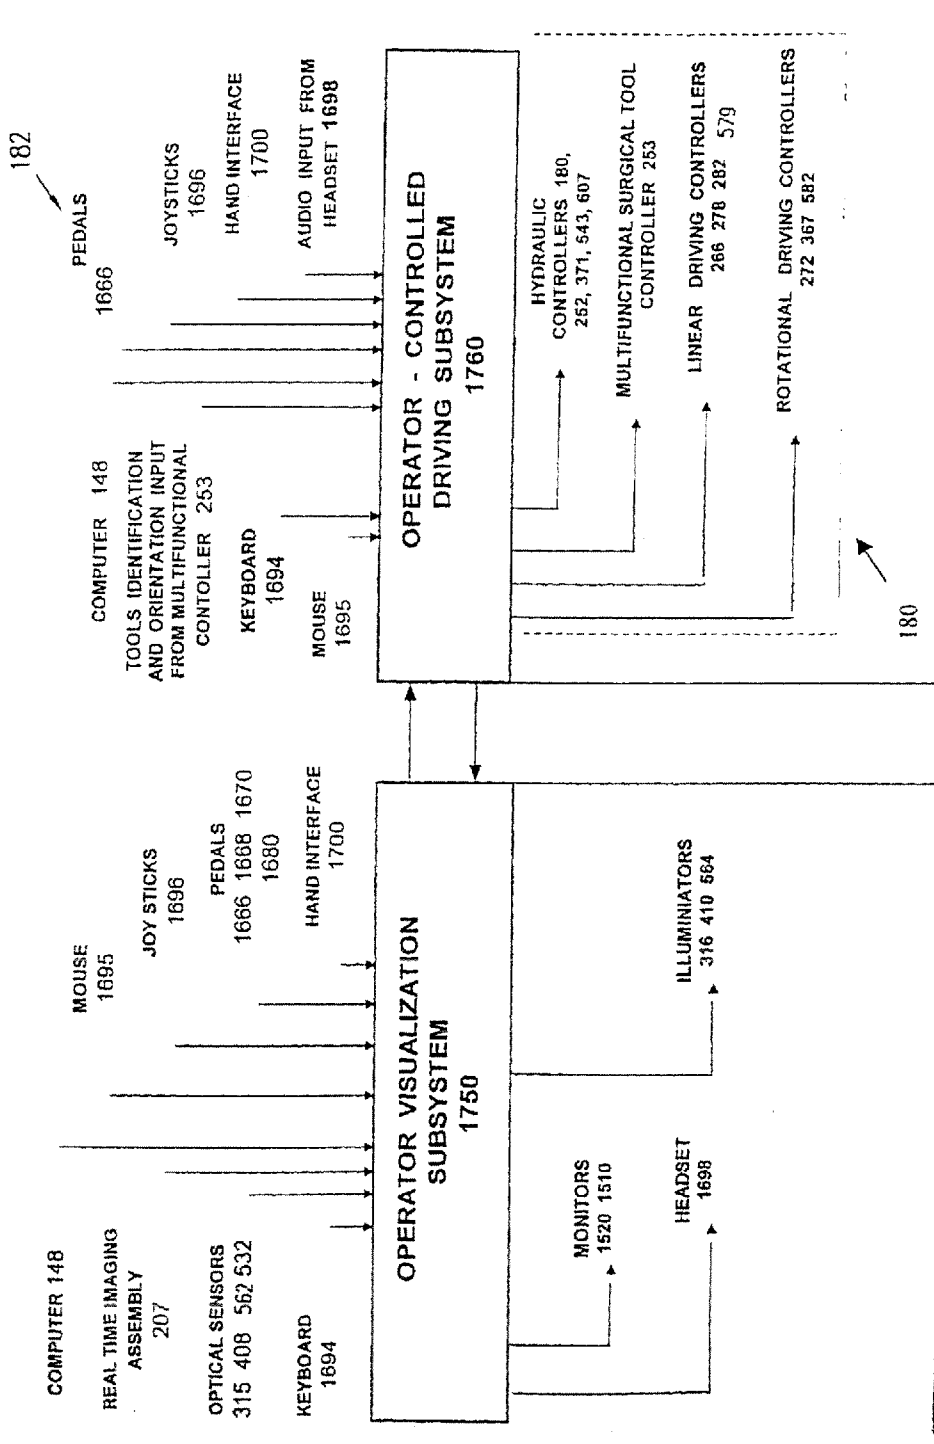 182
COMPUTER 148
REAL TIME IMAGING
ASSEMBLY
207
OPTICAL SENSORS
315 408 562 532
KEYBOARD
1694
MOUSE
1695
JOY STICKS
1696
PEDALS
1666 1668 1670
1680
HAND INTERFACE
1700
OPERATOR VISUALIZATION
SUBSYSTEM
1750
MONITORS
1520 1510
HEADSET
1698
ILLUMINIATORS
316 410 564
COMPUTER 148
TOOLS IDENTIFICATION
AND ORIENTATION INPUT
FROM MULTIFUNCTIONAL
CONTOLLER 253
KEYBOARD
1694
MOUSE
1695
PEDALS
1666
JOYSTICKS
1696
HAND INTERFACE
1700
AUDIO INPUT FROM
HEADSET 1698
OPERATOR - CONTROLLED
DRIVING SUBSYSTEM
1760
HYDRAULIC
CONTROLLERS 180,
252, 371, 543, 607
MULTIFUNCTIONAL SURGICAL TOOL
CONTROLLER 253
LINEAR DRIVING CONTROLLERS
266 278 282 579
ROTATIONAL DRIVING CONTROLLERS
272 367 582
180